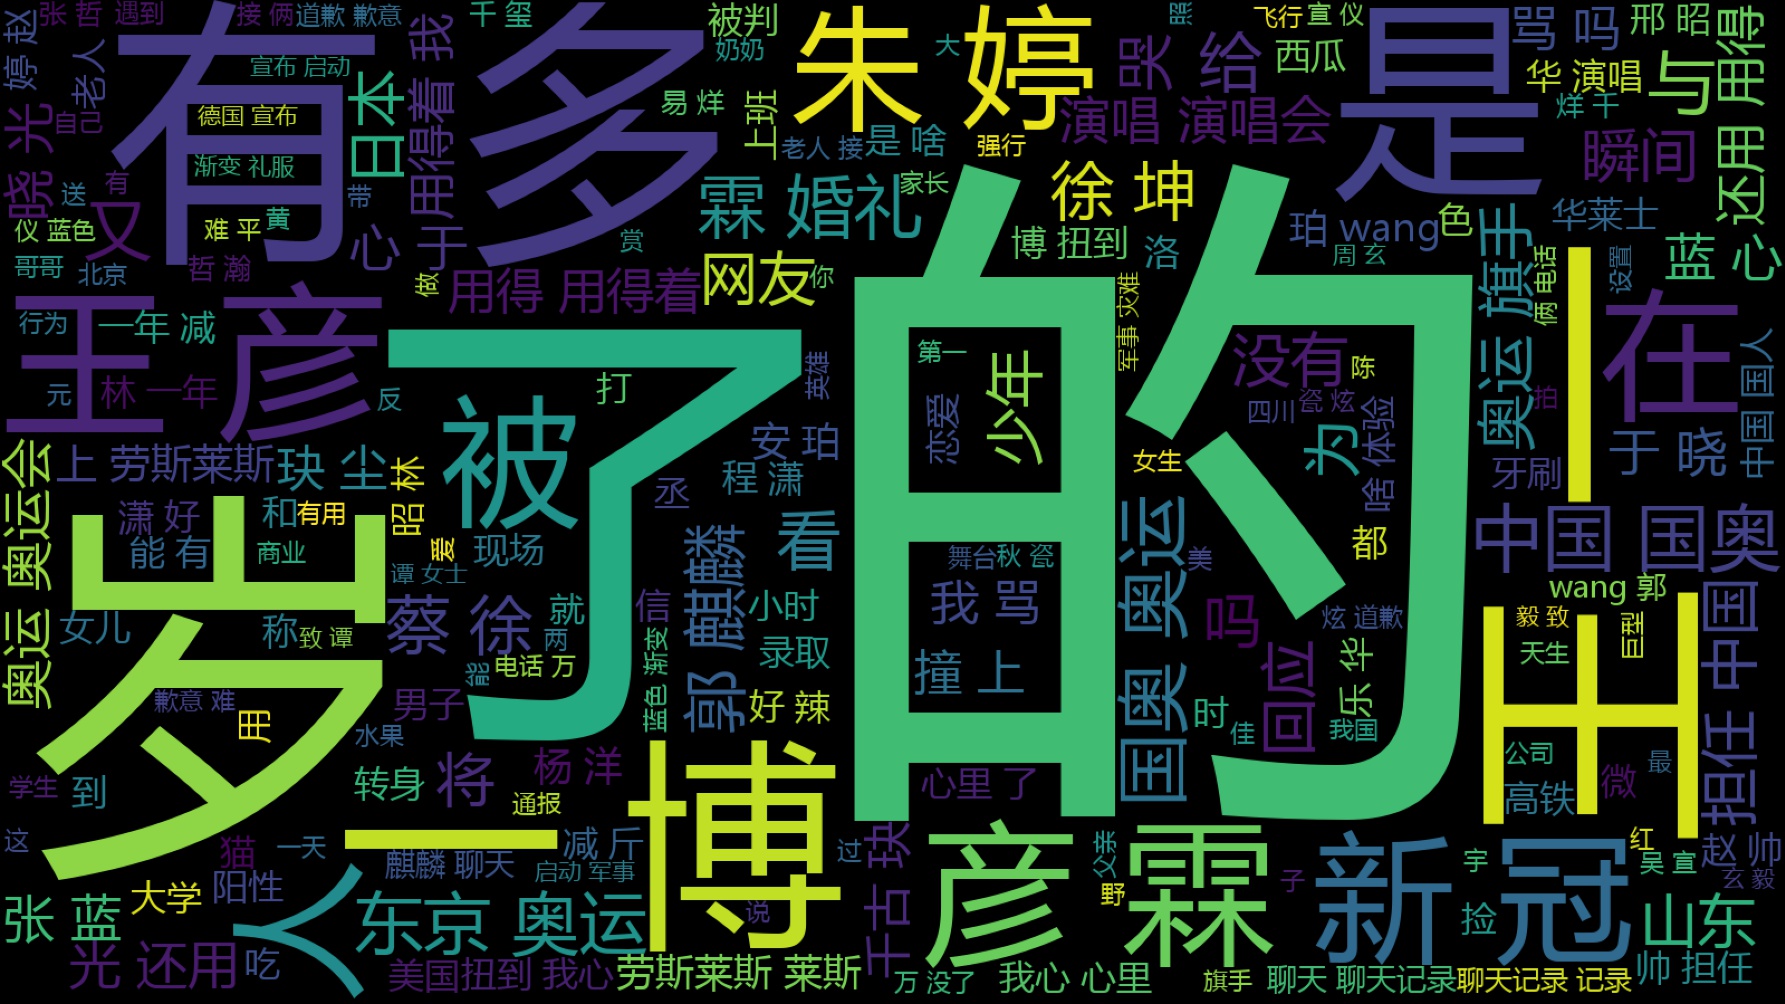 张 哲
遇到
接 俩
道歉 歉意
千 玺
被判
朱 婷
照
飞行
宣 仪
骂 吗
邢 昭
婷 赵
老人
有 多
我
用得着
奶奶
大
哭 给
西瓜
是
华 演唱
与
还用 用得
宣布 启动
日本
易 烊
上班
演唱 演唱会
烊 千
晓 光
自己
德国 宣布
老人 接
是 啥
强行
瞬间
渐变 礼服
送
有
带
霖 婚礼
家长
徐 坤
珀 wang
色
华莱士
仪 蓝色
又
难 平
黄
心 于
赏
博 扭到
洛
周 玄
奥运 旗手
蓝 心
哥哥
北京
哲 瀚
做
用得 用得着
网友
你
军事 灾难
俩 电话
设置
王 彦
行为
一年 减
了
的
第一
少年
恋爱
没有
陈
一
在
中国 国人
元
林 一年
反
打
英雄
四川
瓷 炫
拍
被
安 珀
女生
为
啥 体验
牙刷
于 晓
奥运 奥运会
上 劳斯莱斯
玦 尘
昭 林
程 潇
丞
岁
潇 好
和
有用
能 有
商业
爱
现场
谭 女士
郭 麒麟
看
舞台
秋 瓷
国奥 奥运
美
都
中国 国奥
女儿
称
致 谭
蔡 徐
就
两
信
小时
我 骂
吗
炫 道歉
wang 郭
毅 致
巨型
天生
担任 中国
电话 万
能
蓝色 渐变
录取
撞 上
回应
乐 华
歉意 难
用
男子
好 辣
时
佳
我国
王
水果
学生
到
转身
将
杨 洋
通报
博
心里 了
公司
高铁
微
最
这
猫
一天
一
减 斤
麒麟 聊天
启动 军事
过
千古 玦
父亲
彦 霖
新 冠
红
宇
吴 宣
赵 帅
玄 毅
张 蓝
大学
阳性
人
东京 奥运
说
野
子
捡
山东
光 还用
吃
美国
扭到 我心
劳斯莱斯 莱斯
万 没了
我心 心里
旗手
聊天 聊天记录
聊天记录 记录
帅 担任